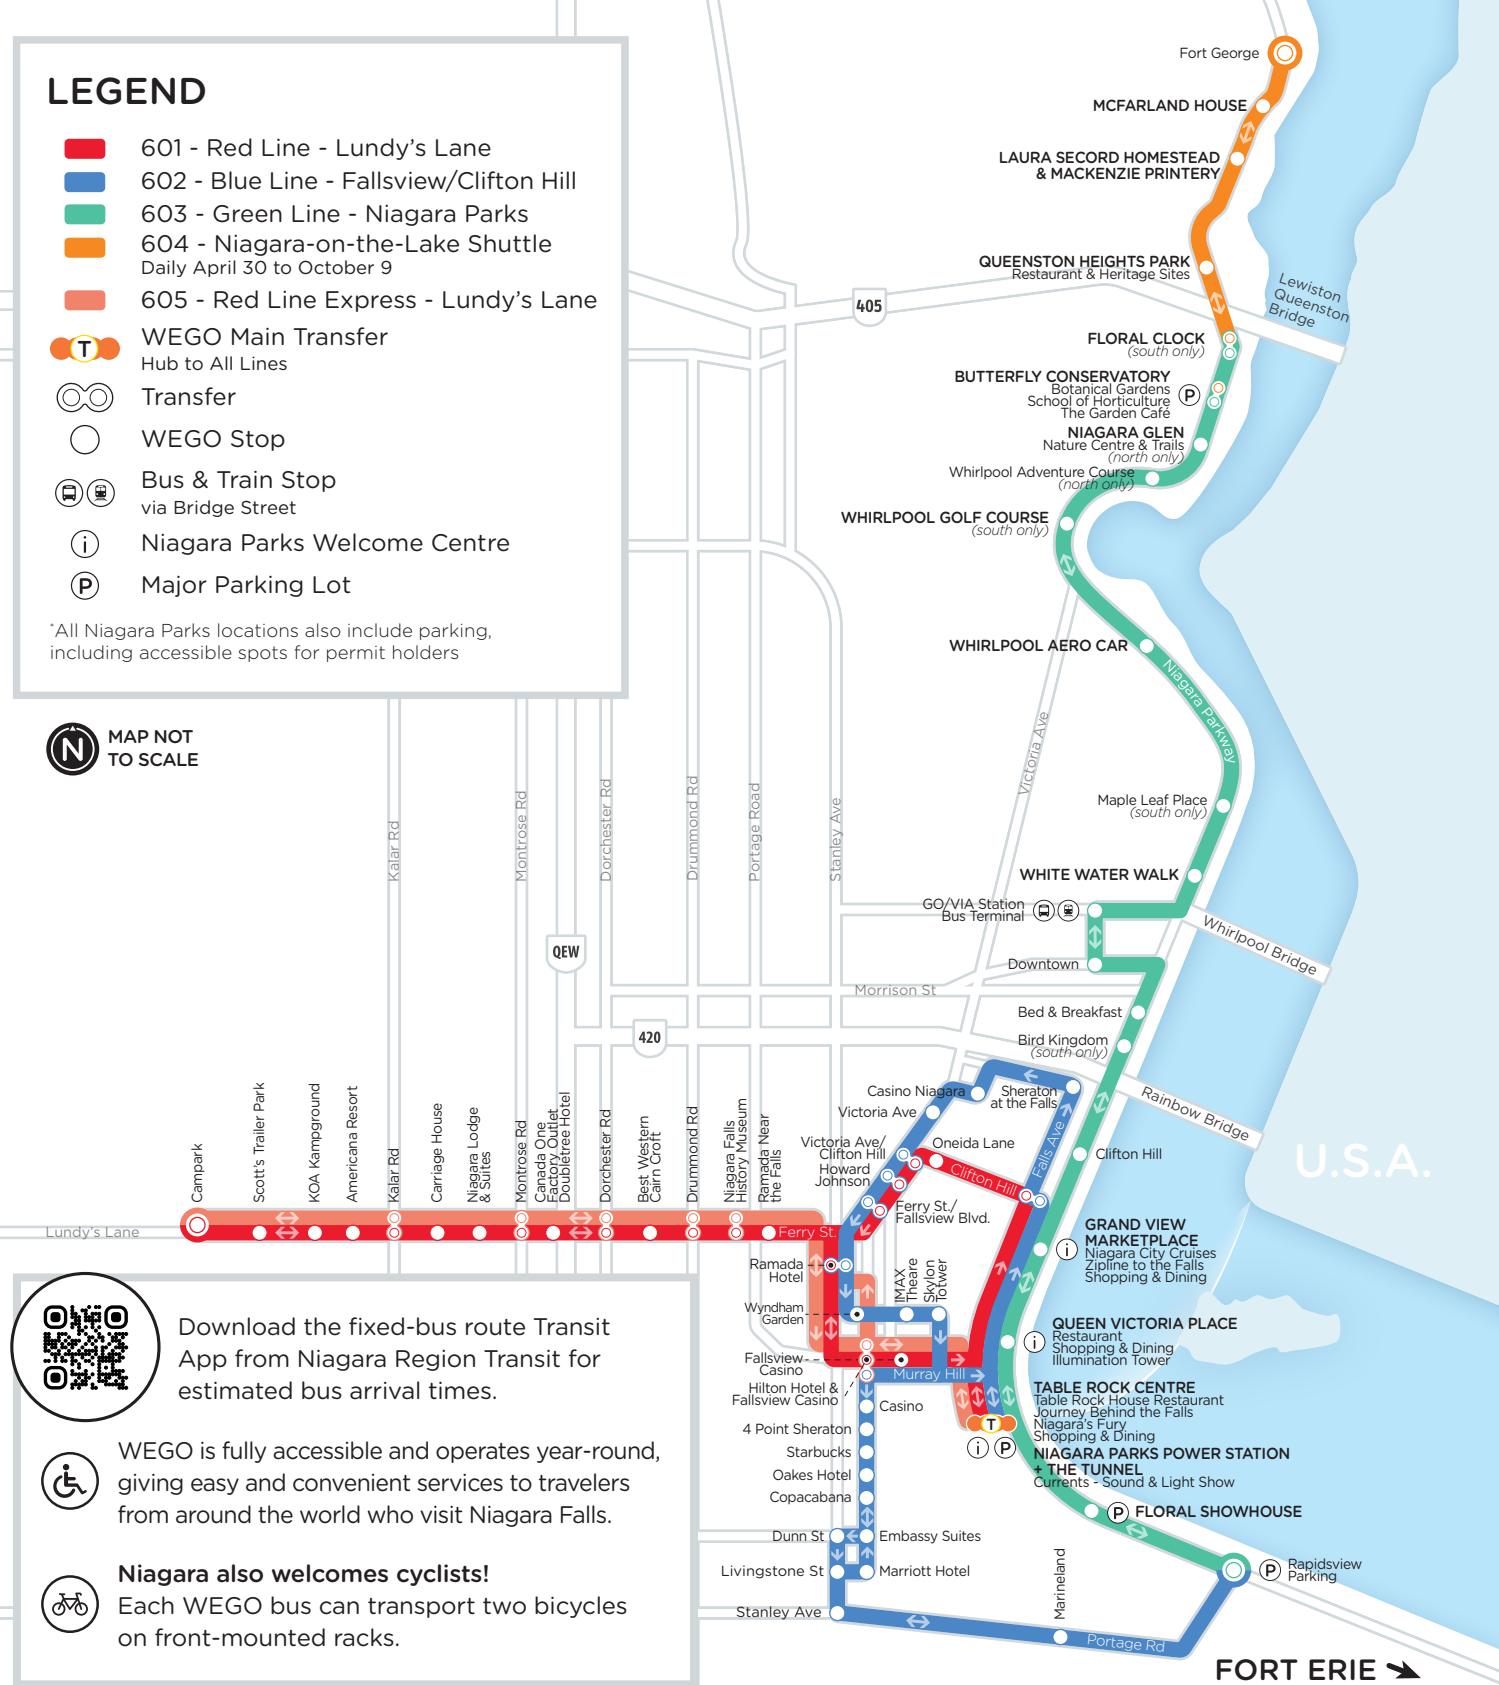 LEGEND
601 - Red Line - Lundy's Lane
602 - Blue Line - Fallsview/Clifton Hill
603 - Green Line - Niagara Parks
604 - Niagara-on-the-Lake Shuttle
Daily April 30 to October 9
605 - Red Line Express - Lundy's Lane
T
WEGO Main Transfer
Hub to All Lines
Transfer
WEGO Stop
Bus & Train Stop
via Bridge Street
i
Niagara Parks Welcome Centre
P
Major Parking Lot
*All Niagara Parks locations also include parking,
including accessible spots for permit holders
N
MAP NOT
TO SCALE
Fort George
MCFARLAND HOUSE
LAURA SECORD HOMESTEAD
& MACKENZIE PRINTERY
QUEENSTON HEIGHTS PARK
Restaurant & Heritage Sites
Lewiston
Queenston
Bridge
405
FLORAL CLOCK
(south only)
BUTTERFLY CONSERVATORY
Botanical Gardens
School of Horticulture
The Garden Café
P
NIAGARA GLEN
Nature Centre & Trails
(north only)
Whirlpool Adventure Course
(north only)
WHIRLPOOL GOLF COURSE
(south only)
WHIRLPOOL AERO CAR
Niagara Parkway
Victoria Ave
Maple Leaf Place
(south only)
WHITE WATER WALK
GO/VIA Station
Bus Terminal
Whirlpool Bridge
Downtown
Kalar Rd
Montrose Rd
Dorchester Rd
Drummond Rd
Portage Road
Stanley Ave
QEW
Morrison St
420
Bed & Breakfast
Bird Kingdom
(south only)
Rainbow Bridge
Casino Niagara
Sheraton
at the Falls
Victoria Ave
Victoria Ave/
Clifton Hill
Oneida Lane
Howard
Johnson
Clifton Hill
Falls Ave
Clifton Hill
U.S.A.
Ferry St./
Fallsview Blvd.
Campark
Scott's Trailer Park
KOA Kampground
Americana Resort
Kalar Rd
Carriage House
Niagara Lodge
& Suites
Montrose Rd
Canada One
Factory Outlet
Doubletree Hotel
Dorchester Rd
Best Western
Cairn Croft
Drummond Rd
Niagara Falls
History Museum
Ramada Near
the Falls
Lundy's Lane
Ferry St.
GRAND VIEW
MARKETPLACE
Niagara City Cruises
Zipline to the Falls
Shopping & Dining
i
Ramada
Hotel
IMAX
Theare
Skylon
Totwer
Wyndham
Garden
QUEEN VICTORIA PLACE
Restaurant
Shopping & Dining
Illumination Tower
i
Fallsview
Casino
Murray Hill
Hilton Hotel &
Fallsview Casino
TABLE ROCK CENTRE
Table Rock House Restaurant
Journey Behind the Falls
Niagara's Fury
Shopping & Dining
T
i
P
Casino
4 Point Sheraton
Starbucks
Oakes Hotel
Copacabana
NIAGARA PARKS POWER STATION
+ THE TUNNEL
Currents - Sound & Light Show
P
FLORAL SHOWHOUSE
Dunn St
Embassy Suites
Livingstone St
Marriott Hotel
Stanley Ave
Marineland
Portage Rd
P
Rapidsview
Parking
FORT ERIE
Download the fixed-bus route Transit
App from Niagara Region Transit for
estimated bus arrival times.
WEGO is fully accessible and operates year-round,
giving easy and convenient services to travelers
from around the world who visit Niagara Falls.
Niagara also welcomes cyclists!
Each WEGO bus can transport two bicycles
on front-mounted racks.